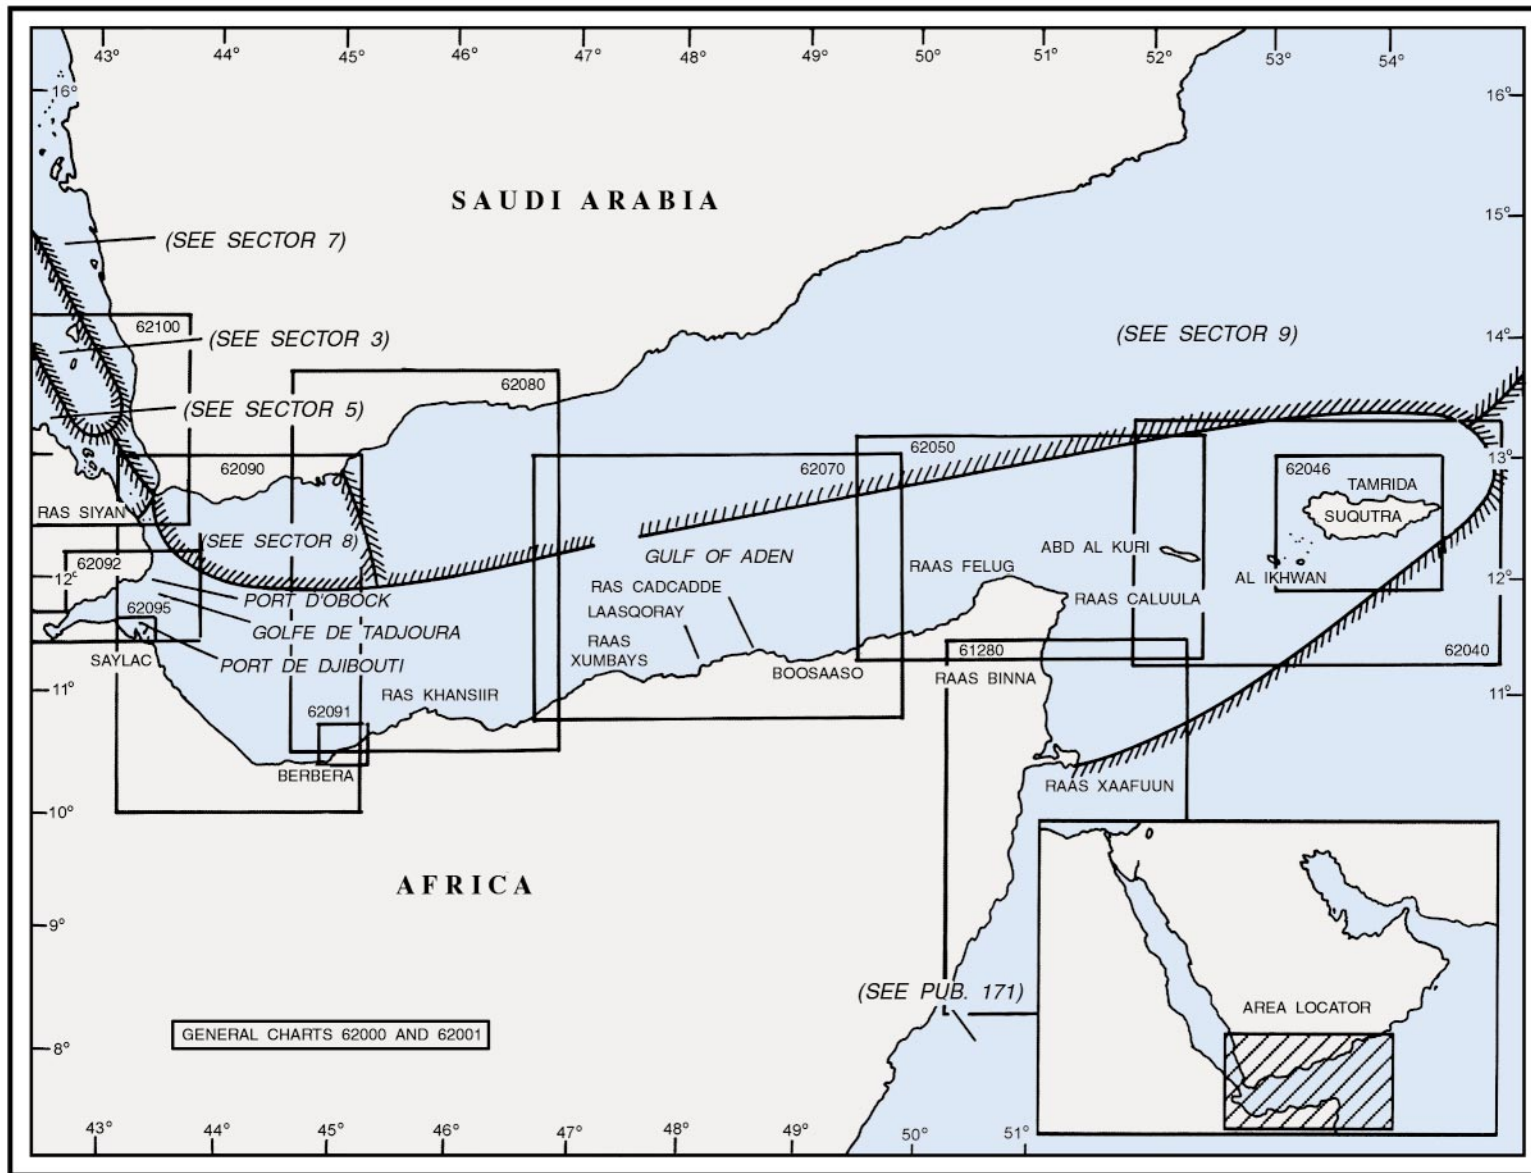 43° 44° 45° 46° 47° 48° 49° 50° 51° 52° 53° 54°
16° 16°
SAUDI ARABIA
15°
(SEE SECTOR 7)
62100
(SEE SECTOR 3)
(SEE SECTOR 9)
14°
62080
(SEE SECTOR 5)
62090
62070
62050
62046
13°
TAMRIDA
RAS SIYAN
SUQUTRA
(SEE SECTOR 8)
GULF OF ADEN
ABD AL KURI
62092
RAAS FELUG
AL IKHWAN
12° 12°
RAS CADCADDE
PORT D'OBOCK
RAAS CALUULA
62095
LAASQORAY
GOLFE DE TADJOURA
RAAS
XUMBAYS
61280
62040
SAYLAC
PORT DE DJIBOUTI
BOOSAASO
RAAS BINNA
11° 11°
RAS KHANSIIR
62091
BERBERA
RAAS XAAFUUN
10°
AFRICA
9°
(SEE PUB. 171)
AREA LOCATOR
GENERAL CHARTS 62000 AND 62001
8°
43° 44° 45° 46° 47° 48° 49° 50° 51°